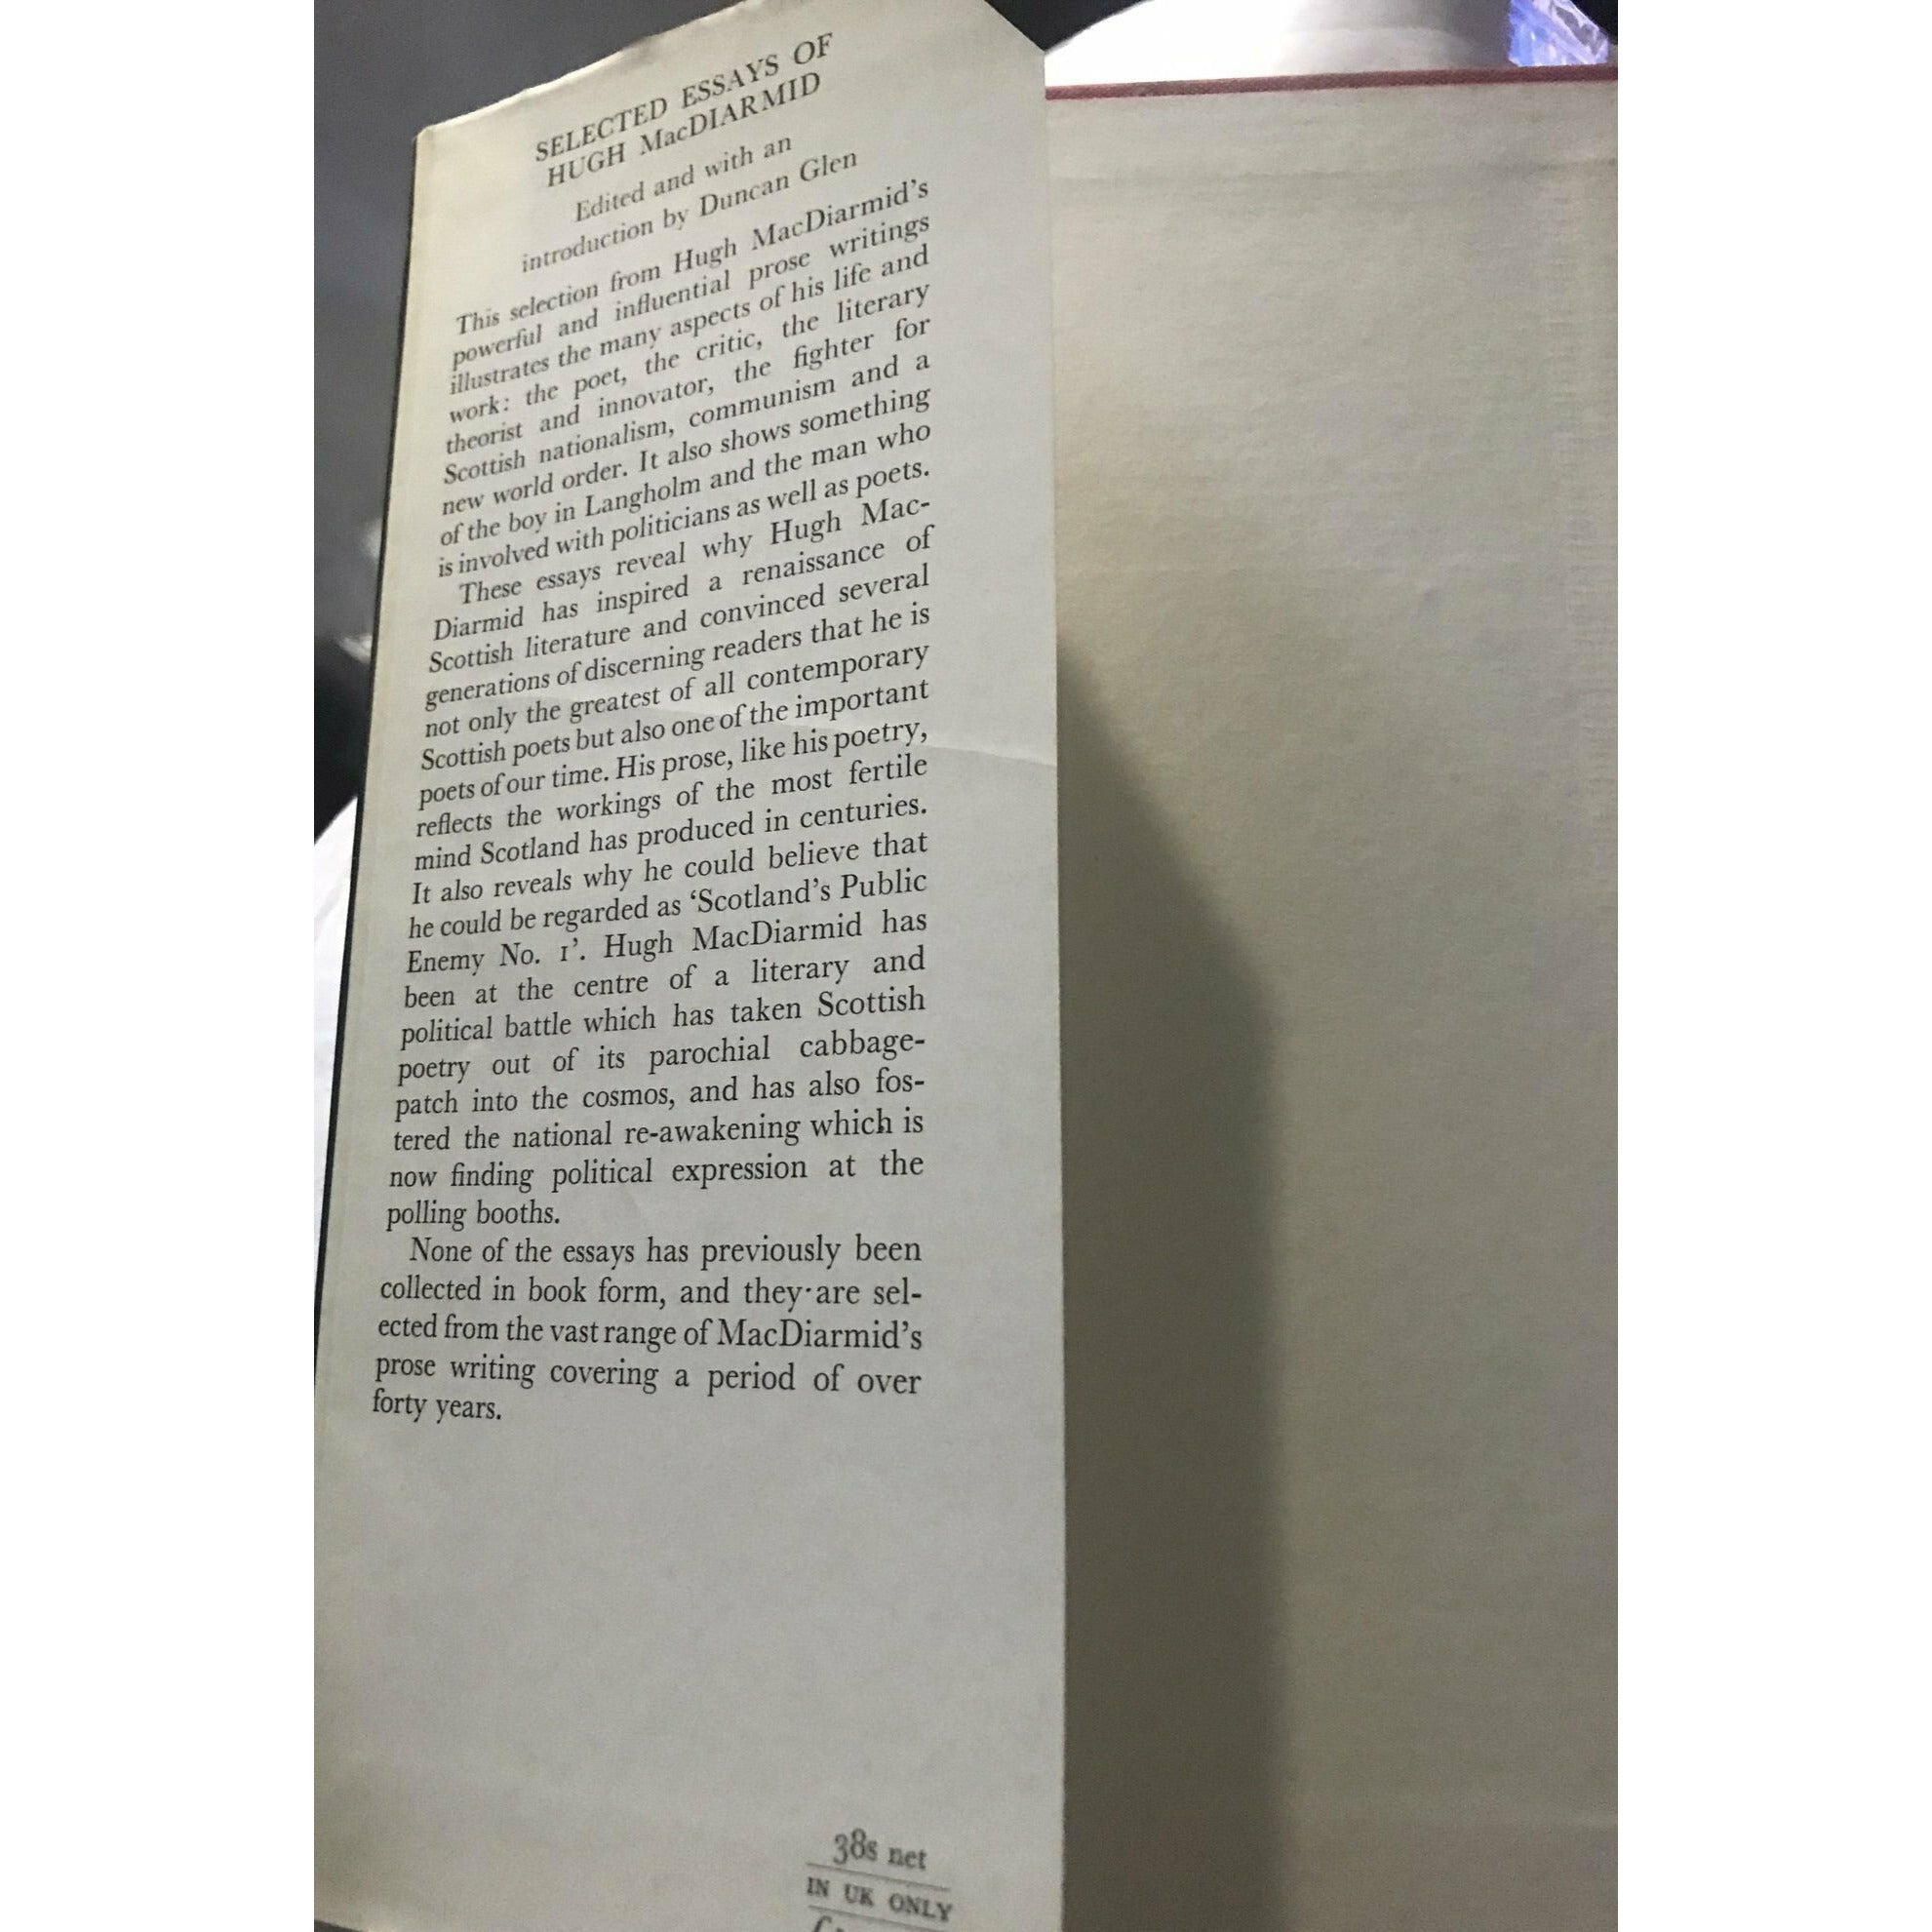 SELECTED ESSAYS OF
HUGH MacDIARMID
Edited and with an
introduction by Duncan Glen
This selection from Hugh MacDiarmid's
powerful and influential prose writings
illustrates the many aspects of his life and
work: the poet, the critic, the literary
theorist and innovator, the fighter for
Scottish nationalism, communism and a
new world order. It also shows something
of the boy in Langholm and the man who
is involved with politicians as well as poets.
These essays reveal why Hugh Mac-
Diarmid has inspired a renaissance of
Scottish literature and convinced several
generations of discerning readers that he is
not only the greatest of all contemporary
Scottish poets but also one of the important
poets of our time. His prose, like his poetry,
reflects the workings of the most fertile
mind Scotland has produced in centuries.
It also reveals why he could believe that
he could be regarded as ‘Scotland's Public
Enemy No. 1’. Hugh MacDiarmid has
been at the centre of a literary and
political battle which has taken Scottish
poetry out of its parochial cabbage-
patch into the cosmos, and has also fos-
tered the national re-awakening which is
now finding political expression at the
polling booths.
None of the essays has previously been
collected in book form, and they are sel-
ected from the vast range of MacDiarmid's
prose writing covering a period of over
forty years.
38s net
IN UK ONLY